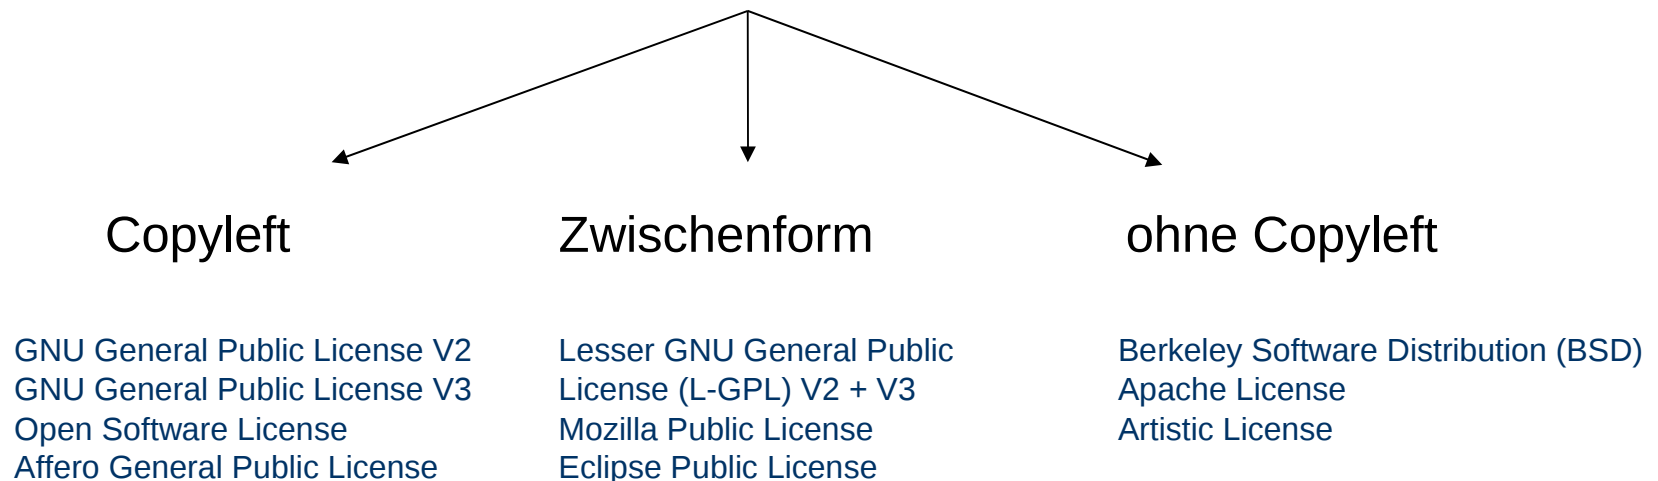 Copyleft
Zwischenform
ohne Copyleft
GNU General Public License V2
GNU General Public License V3
Open Software License
Affero General Public License
Lesser GNU General Public
License (L-GPL) V2 + V3
Mozilla Public License
Eclipse Public License
Berkeley Software Distribution (BSD)
Apache License
Artistic License